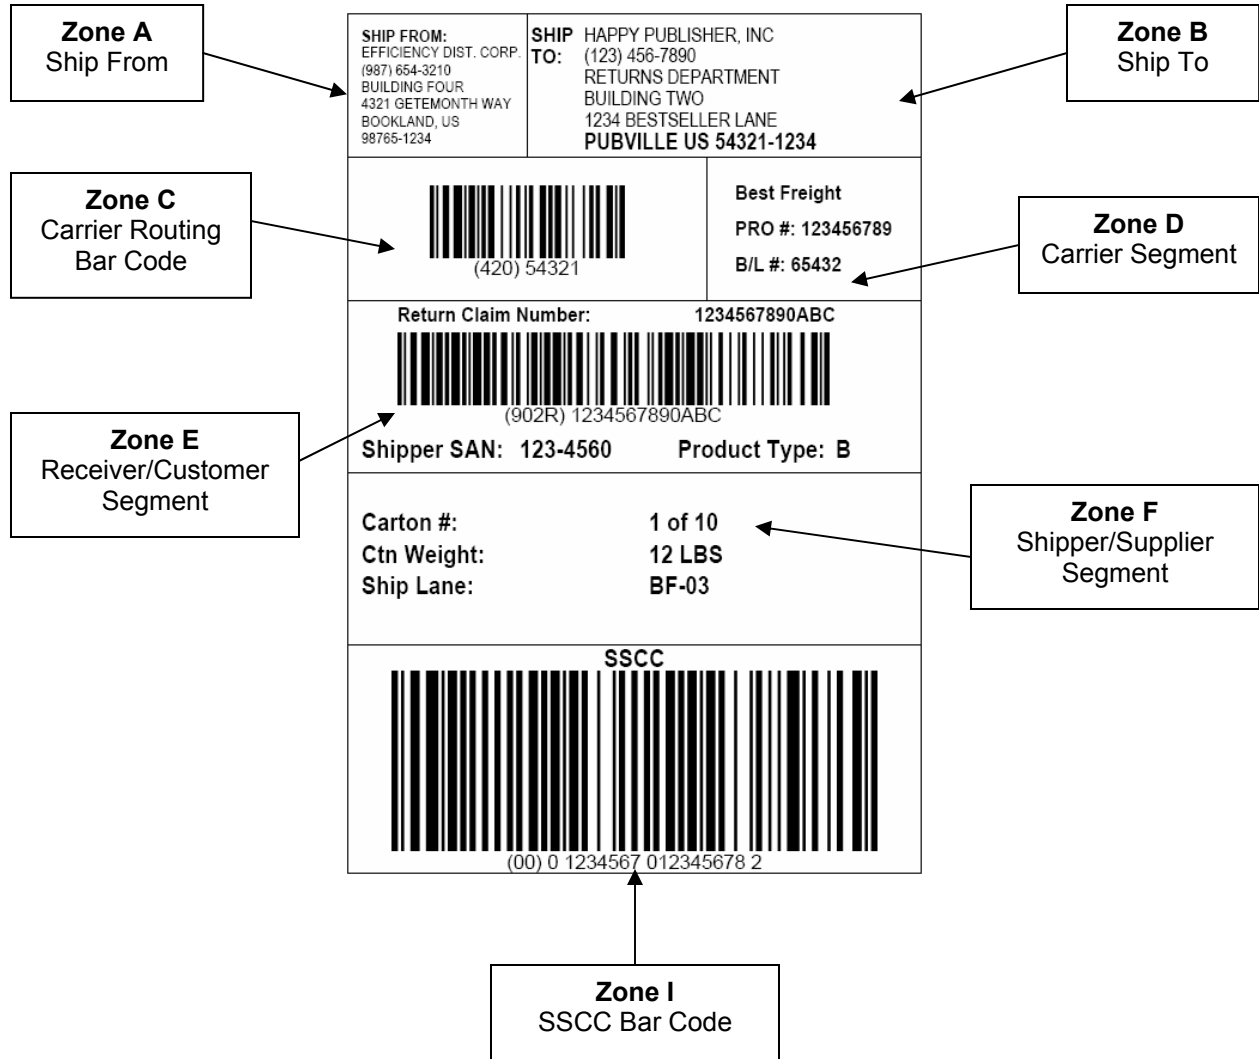 Zone A
Ship From
SHIP FROM:
EFFICIENCY DIST. CORP.
(987) 654-3210
BUILDING FOUR
4321 GETEMONTH WAY
BOOKLAND, US
98765-1234
SHIP TO:
HAPPY PUBLISHER, INC
(123) 456-7890
RETURNS DEPARTMENT
BUILDING TWO
1234 BESTSELLER LANE
PUBVILLE US 54321-1234
Zone B
Ship To
Zone C
Carrier Routing
Bar Code
(420) 54321
Best Freight
PRO #: 123456789
B/L #: 65432
Zone D
Carrier Segment
Return Claim Number: 1234567890ABC
(902R) 1234567890ABC
Shipper SAN: 123-4560 Product Type: B
Zone E
Receiver/Customer
Segment
Carton #: 1 of 10
Ctn Weight: 12 LBS
Ship Lane: BF-03
Zone F
Shipper/Supplier
Segment
SSCC
(00) 0 1234567 012345678 2
Zone I
SSCC Bar Code